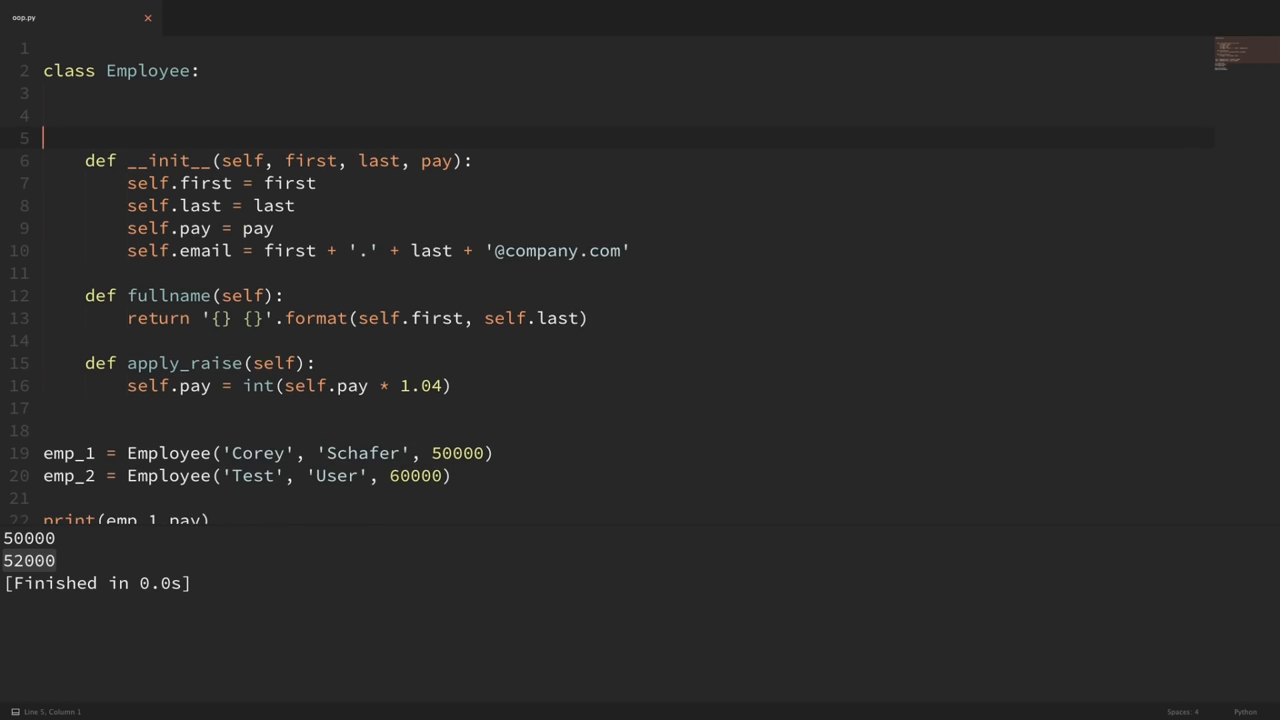 oop.py
1
2 class Employee:
3
4
5
6     def __init__(self, first, last, pay):
7         self.first = first
8         self.last = last
9         self.pay = pay
10         self.email = first + '.' + last + '@company.com'
11
12     def fullname(self):
13         return '{} {}'.format(self.first, self.last)
14
15     def apply_raise(self):
16         self.pay = int(self.pay * 1.04)
17
18
19 emp_1 = Employee('Corey', 'Schafer', 50000)
20 emp_2 = Employee('Test', 'User', 60000)
21
22 print(emp_1.pay)
50000
52000
[Finished in 0.0s]
Line 5, Column 1
Spaces: 4
Python